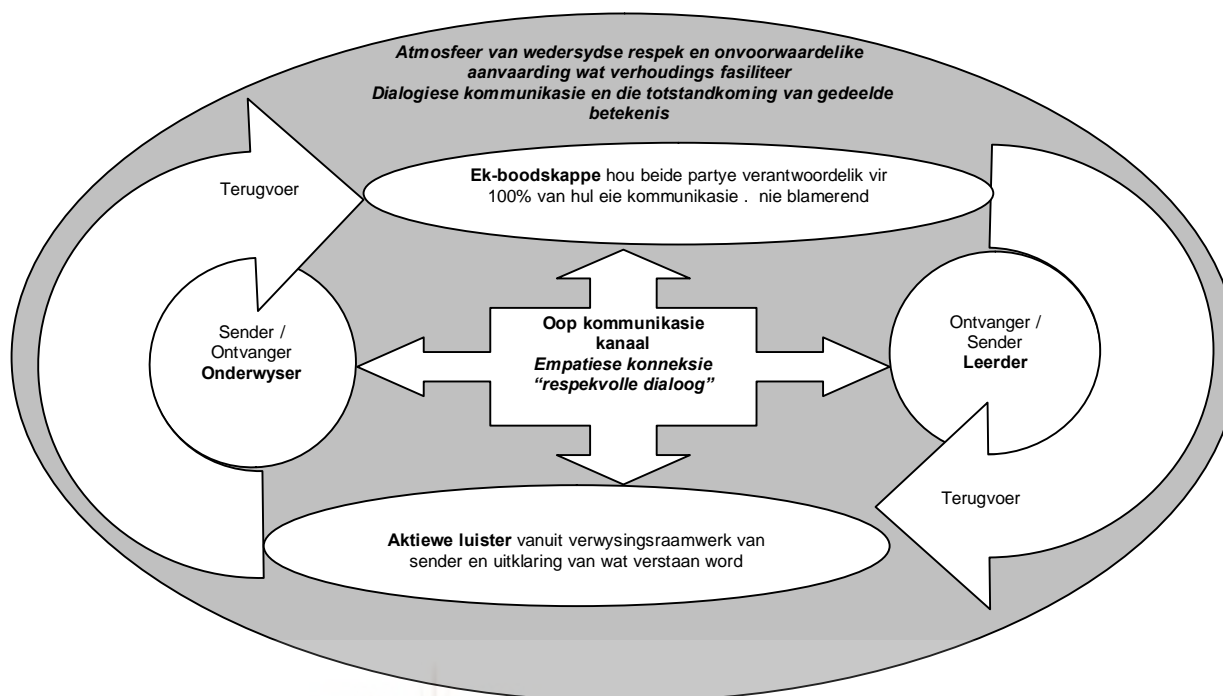 Atmosfeer van wedersydse respek en onvoorwaardelike
aanvaarding wat verhoudings fasiliteer
Dialogiese kommunikasie en die totstandkoming van gedeelde
betekenis
Terugvoer
Ek-boodskappe hou beide partye verantwoordelik vir
100% van hul eie kommunikasie . nie blamerend
Sender /
Ontvanger
Onderwyser
Oop kommunikasie
kanaal
Empatiese konneksie
“respekvolle dialoog”
Ontvanger /
Sender
Leerder
Terugvoer
Aktiewe luister vanuit verwysingsraamwerk van
sender en uitklaring van wat verstaan word